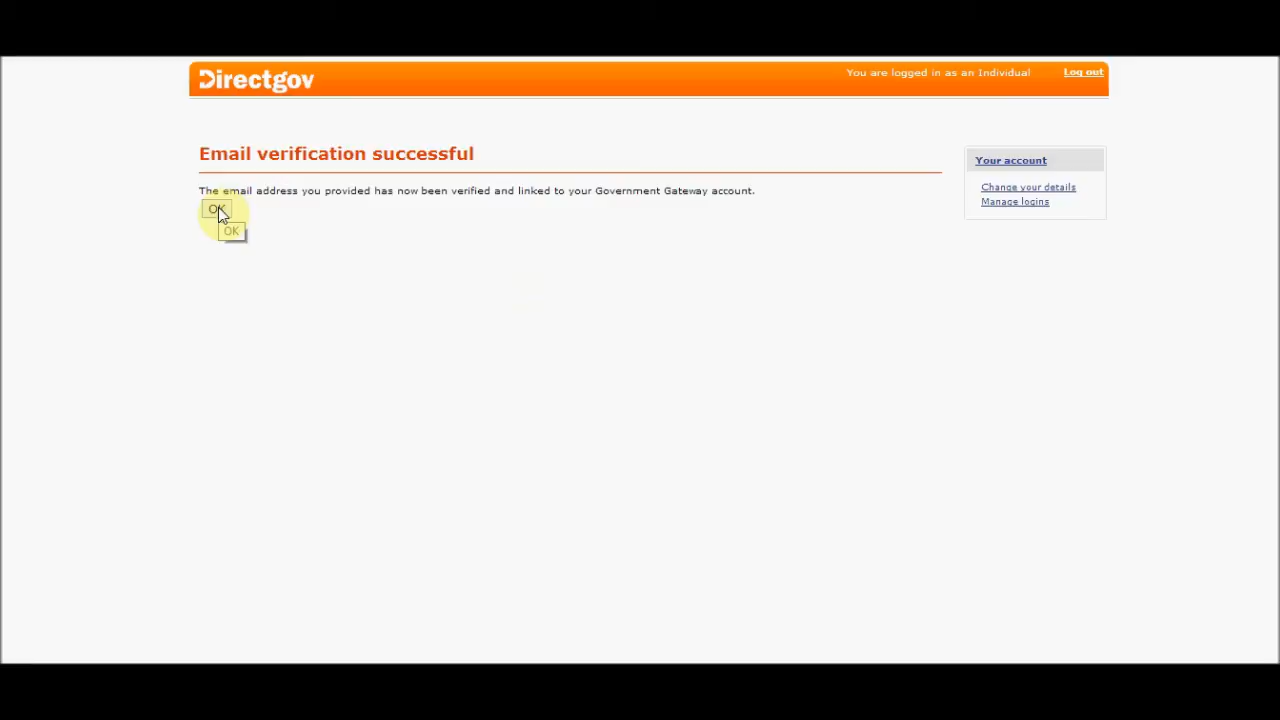 Directgov
You are logged in as an Individual
Log out
Email verification successful
The email address you provided has now been verified and linked to your Government Gateway account.
OK
OK
Your account
Change your details
Manage logins